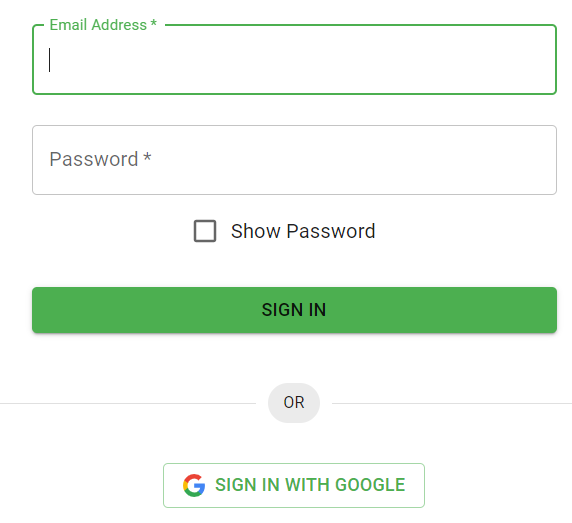 Email Address *
Password *
Show Password
SIGN IN
OR
SIGN IN WITH GOOGLE